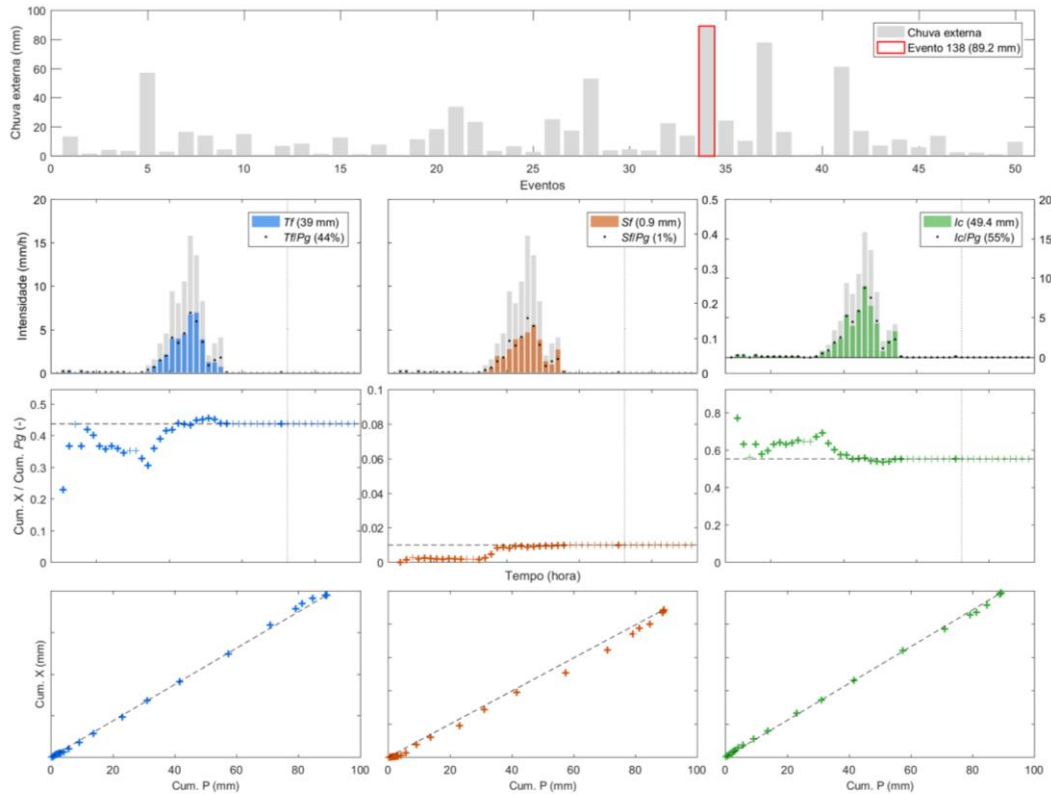 Chuva externa (mm)
100
80
60
40
20
0
Chuva externa
Evento 138 (89.2 mm)
0 5 10 15 20 25 30 35 40 45 50
Eventos
Intensidade (mm/h)
20
15
10
5
0
Tf (39 mm)
Tf/Pg (44%)
Sf (0.9 mm)
Sf/Pg (1%)
0.5
0.4
0.3
0.2
0.1
0
Ic (49.4 mm)
Ic/Pg (55%)
20
15
10
5
0
Cum. X / Cum. Pg (-)
0.5
0.4
0.3
0.2
0.1
0
0.1
0.08
0.06
0.04
0.02
0
0.8
0.6
0.4
0.2
0
Tempo (hora)
Cum. X (mm)
0 20 40 60 80 100
Cum. P (mm)
0 20 40 60 80 100
Cum. P (mm)
0 20 40 60 80 100
Cum. P (mm)